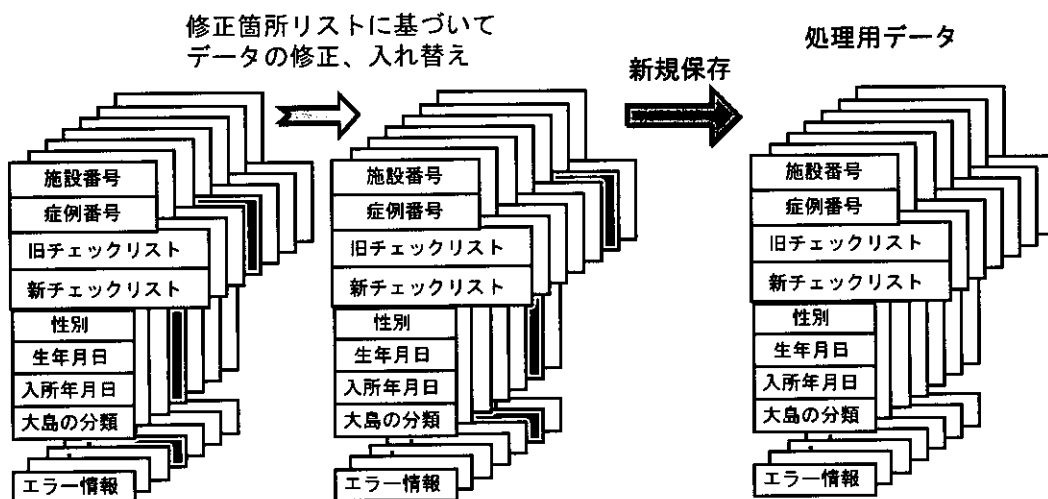 修正箇所リストに基づいて
データの修正、入れ替え
新規保存
処理用データ
施設番号
症例番号
旧チェックリスト
新チェックリスト
性別
生年月日
入所年月日
大島の分類
エラー情報
施設番号
症例番号
旧チェックリスト
新チェックリスト
性別
生年月日
入所年月日
大島の分類
エラー情報
施設番号
症例番号
旧チェックリスト
新チェックリスト
性別
生年月日
入所年月日
大島の分類
エラー情報